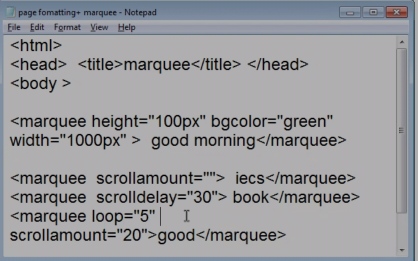 page fomatting+ marquee - Notepad
File Edit Format View Help
<html>
<head> <title>marquee</title> </head>
<body >
<marquee height="100px" bgcolor="green"
width="1000px" > good morning</marquee>
<marquee scrollamount=""> iecs</marquee>
<marquee scrolldelay="30"> book</marquee>
<marquee loop="5"
scrollamount="20">good</marquee>